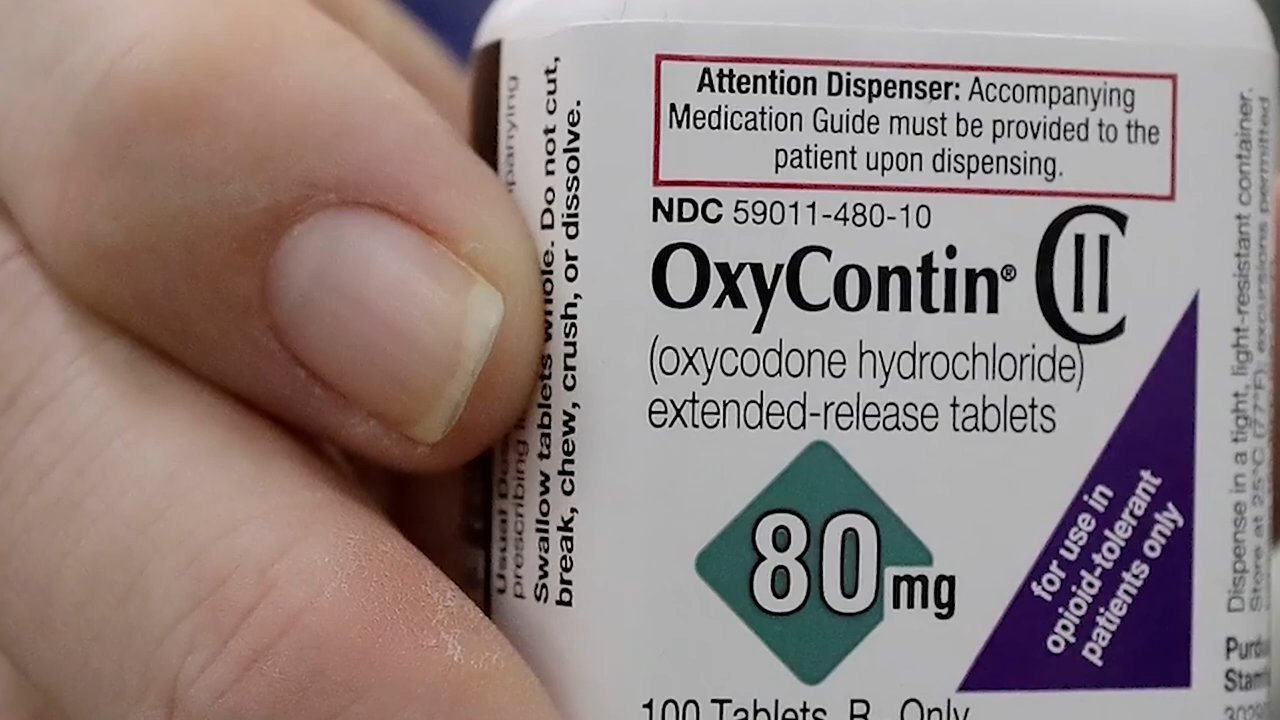 Attention Dispenser: Accompanying
Medication Guide must be provided to the
patient upon dispensing.
NDC 59011-480-10
OxyContin® CII
(oxycodone hydrochloride)
extended-release tablets
80 mg
for use in
opioid-tolerant
patients only
100 Tablets Only
Usual
prescribing
Swallow tablets whole. Do not cut,
break, chew, crush, or dissolve.
Dispense in a tight, light-resistant container.
Store at 25°C (77°F) excursions permitted